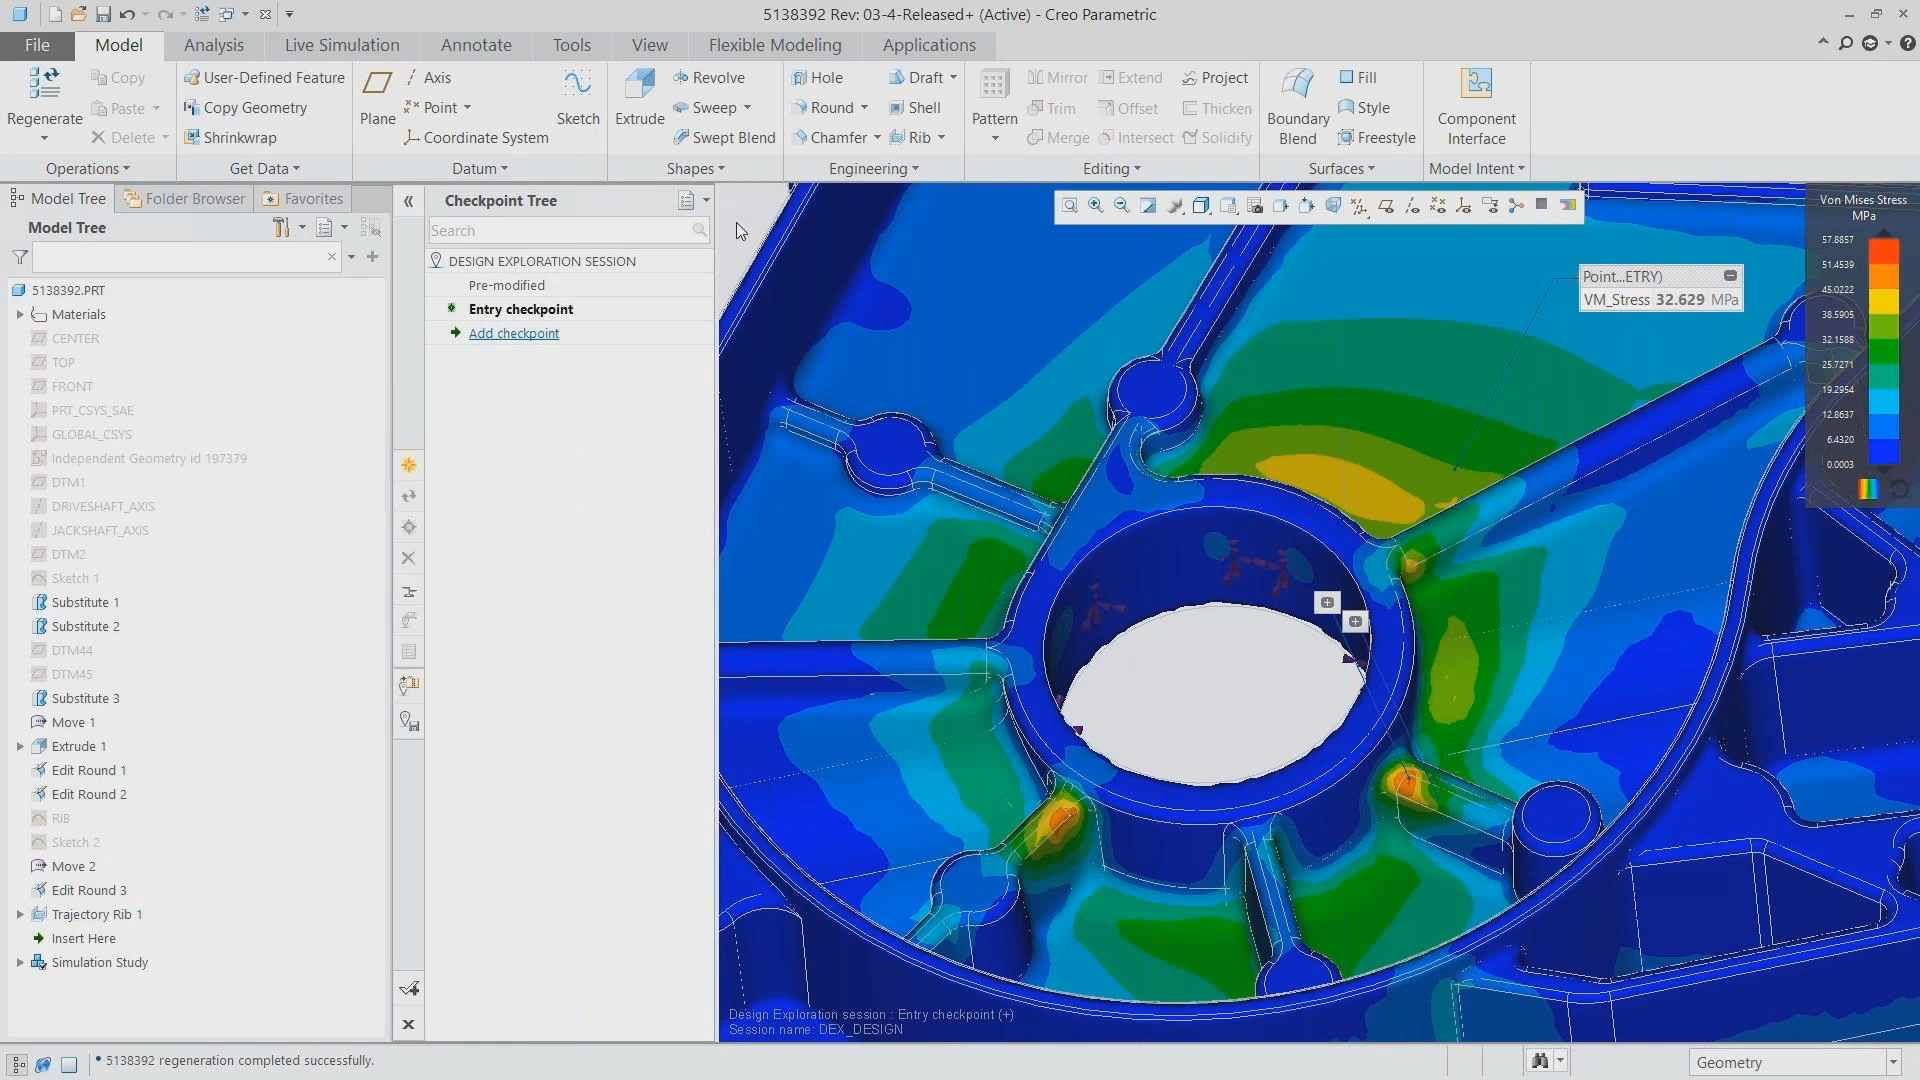 5138392 Rev: 03-4-Released+ (Active) - Creo Parametric
File Model Analysis Live Simulation Annotate Tools View Flexible Modeling Applications
Regenerate
Copy
Paste
Delete
Operations
User-Defined Feature
Copy Geometry
Shrinkwrap
Get Data
Plane
Axis
Point
Coordinate System
Sketch
Datum
Extrude
Revolve
Sweep
Swept Blend
Shapes
Hole
Round
Chamfer
Draft
Shell
Rib
Engineering
Pattern
Mirror
Trim
Merge
Extend
Offset
Intersect
Project
Thicken
Solidify
Editing
Boundary
Blend
Fill
Style
Freestyle
Surfaces
Component
Interface
Model Intent
Model Tree
Folder Browser
Favorites
Model Tree
5138392.PRT
Materials
CENTER
TOP
FRONT
PRT_CSYS_SAE
GLOBAL_CSYS
Independent Geometry id 197379
DTM1
DRIVESHAFT_AXIS
JACKSHAFT_AXIS
DTM2
Sketch 1
Substitute 1
Substitute 2
DTM44
DTM45
Substitute 3
Move 1
Extrude 1
Edit Round 1
Edit Round 2
RIB
Sketch 2
Move 2
Edit Round 3
Trajectory Rib 1
Insert Here
Simulation Study
Checkpoint Tree
Search
DESIGN EXPLORATION SESSION
Pre-modified
Entry checkpoint
Add checkpoint
Point...ETRY)
VM_Stress 32.629 MPa
Von Mises Stress
MPa
57.8857
51.4539
45.0222
38.5905
32.1588
25.7271
19.2954
12.8637
6.4320
0.0003
Design Exploration session : Entry checkpoint (+)
Session name: DEX_DESIGN
5138392 regeneration completed successfully.
Geometry